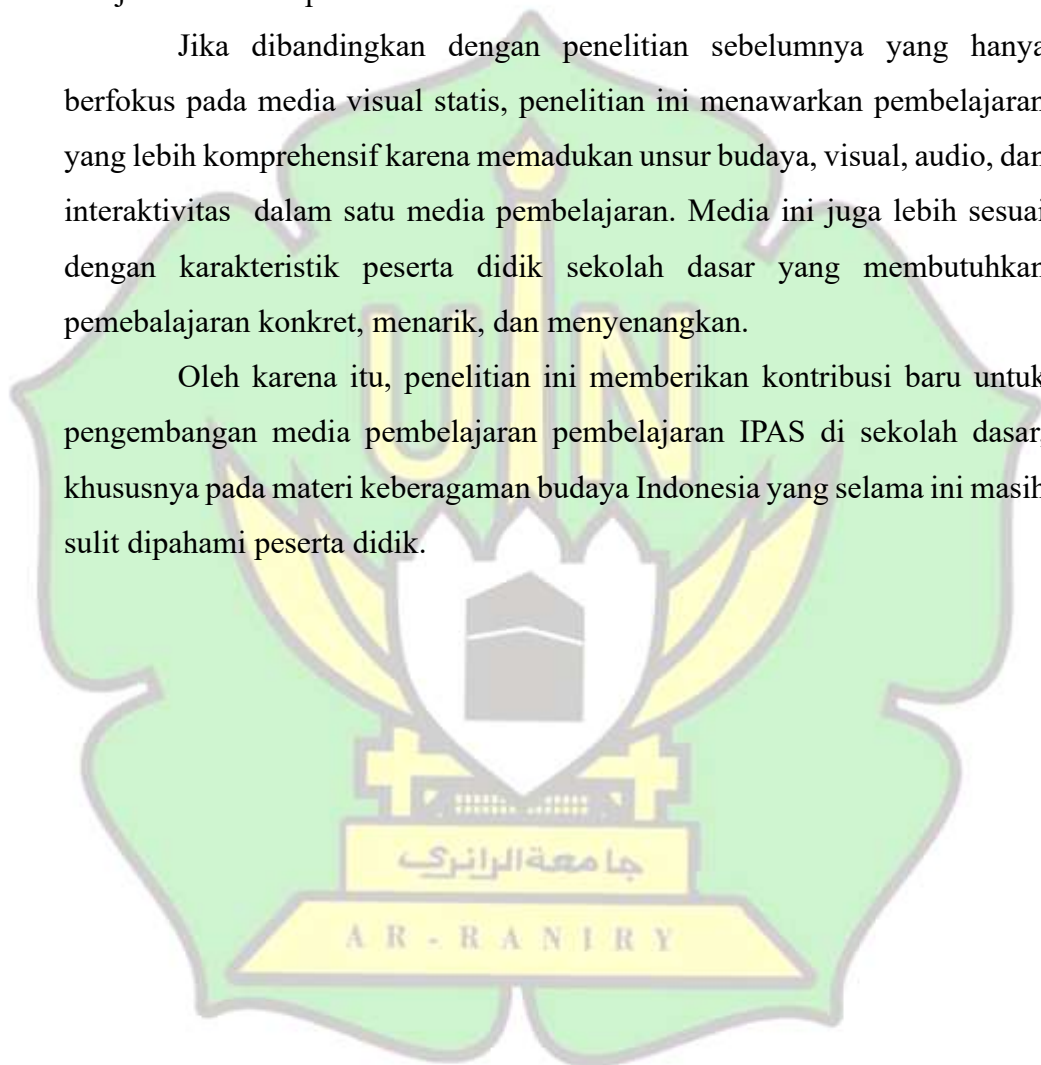 Jika dibandingkan dengan penelitian sebelumnya yang hanya
berfokus pada media visual statis, penelitian ini menawarkan pembelajaran
yang lebih komprehensif karena memadukan unsur budaya, visual, audio, dan
interaktivitas dalam satu media pembelajaran. Media ini juga lebih sesuai
dengan karakteristik peserta didik sekolah dasar yang membutuhkan
pemebalajaran konkret, menarik, dan menyenangkan.
Oleh karena itu, penelitian ini memberikan kontribusi baru untuk
pengembangan media pembelajaran pembelajaran IPAS di sekolah dasar,
khususnya pada materi keberagaman budaya Indonesia yang selama ini masih
sulit dipahami peserta didik.
UIN
جامعةالرانري
AR-RANIRY